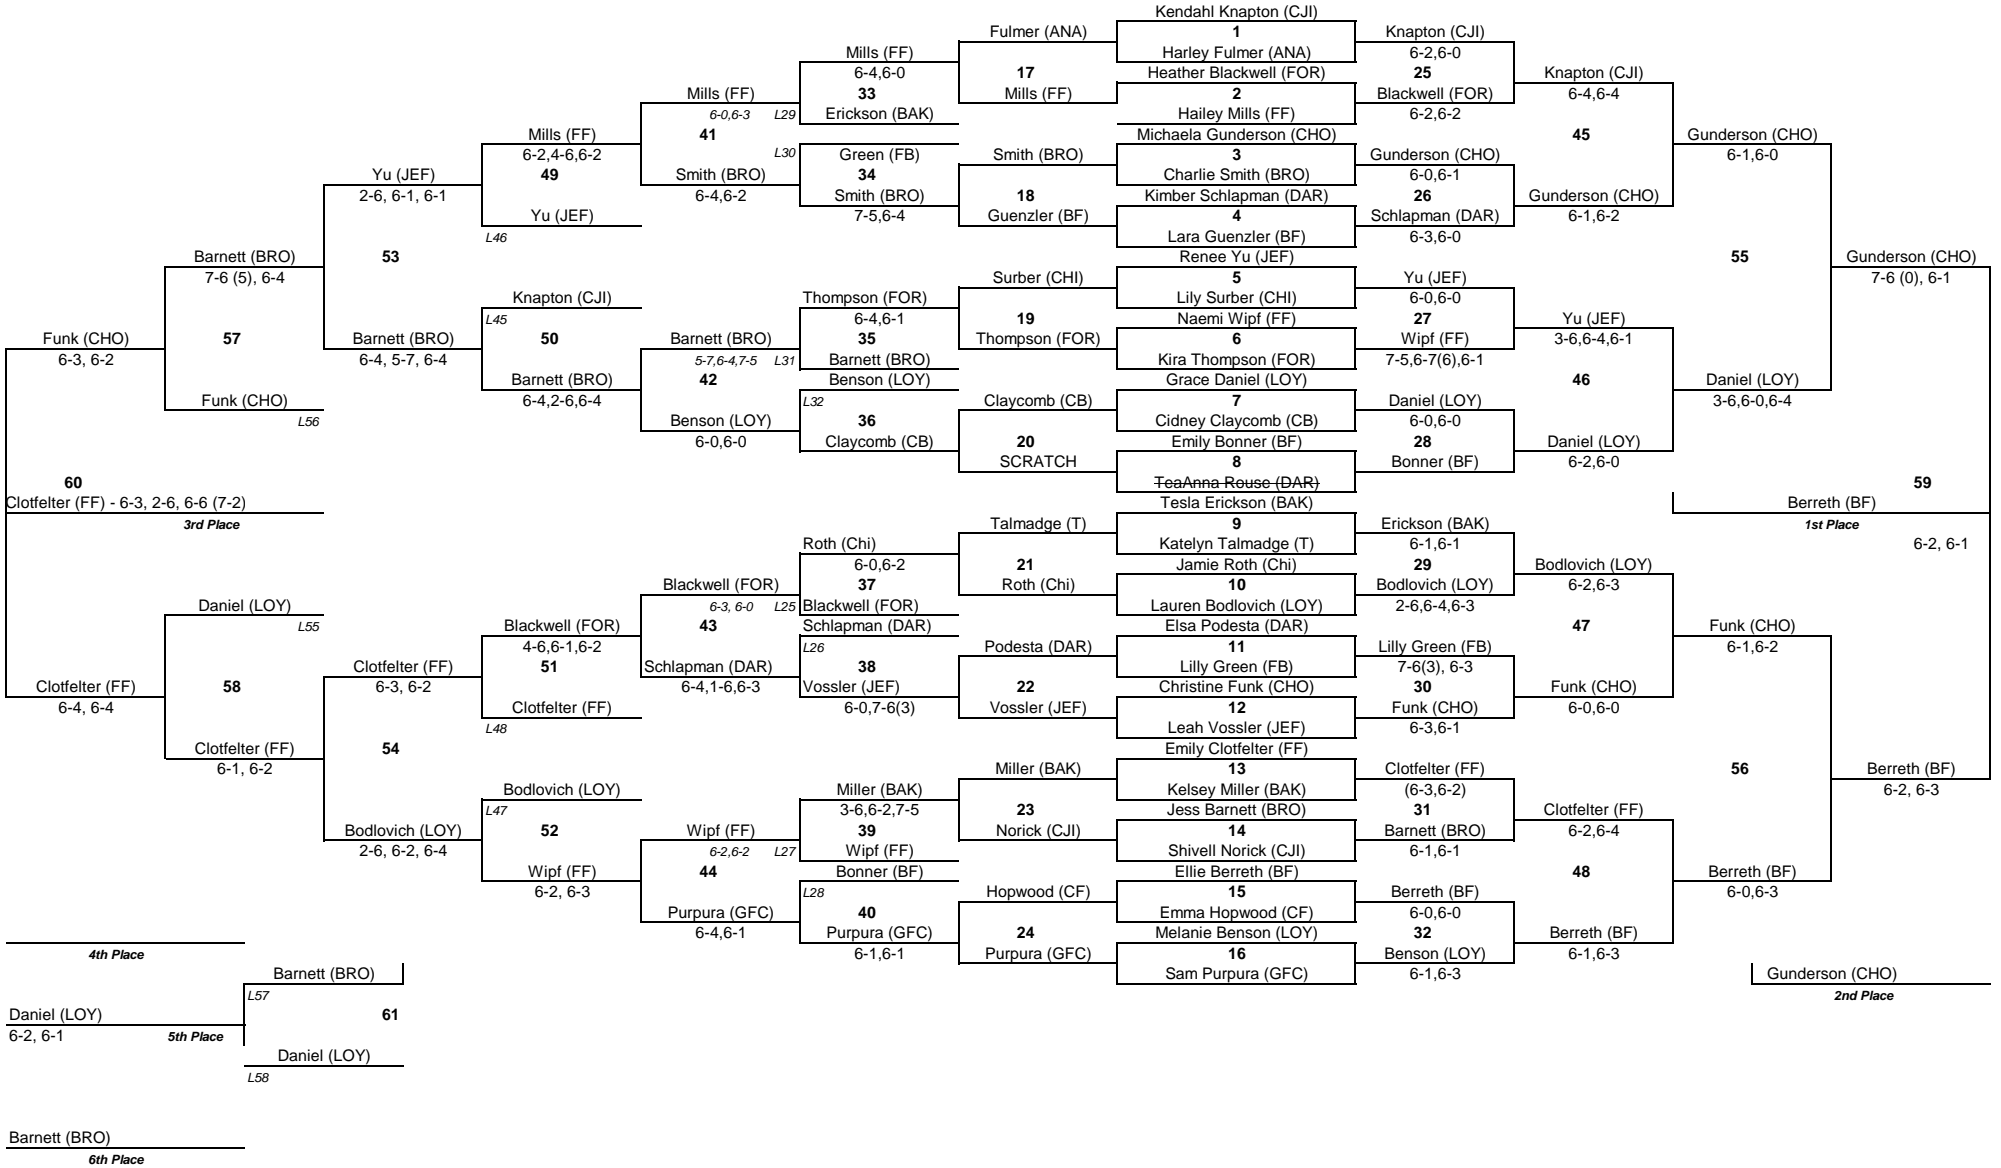 Kendahl Knapton (CJI)
Fulmer (ANA) 1 Knapton (CJI)
Mills (FF) Harley Fulmer (ANA) 6-2,6-0
6-4,6-0 17 Heather Blackwell (FOR) 25 Knapton (CJI)
Mills (FF) 33 Mills (FF) 2 Blackwell (FOR) 6-4,6-4
6-0,6-3 L29 Erickson (BAK) Hailey Mills (FF) 6-2,6-2
Mills (FF) 41 Michaela Gunderson (CHO) 45 Gunderson (CHO)
6-2,4-6,6-2 L30 Green (FB) Smith (BRO) 3 Gunderson (CHO) 6-1,6-0
Yu (JEF) 49 Smith (BRO) 34 Charlie Smith (BRO) 6-0,6-1
2-6, 6-1, 6-1 6-4,6-2 Smith (BRO) 18 Kimber Schlapman (DAR) 26 Gunderson (CHO)
Yu (JEF) 7-5,6-4 Guenzler (BF) 4 Schlapman (DAR) 6-1,6-2
L46 Lara Guenzler (BF) 6-3,6-0
Barnett (BRO) 53 Renee Yu (JEF) 55 Gunderson (CHO)
7-6 (5), 6-4 Surber (CHI) 5 Yu (JEF) 7-6 (0), 6-1
Knapton (CJI) Thompson (FOR) Lily Surber (CHI) 6-0,6-0
L45 6-4,6-1 19 Naemi Wipf (FF) 27 Yu (JEF)
Funk (CHO) 57 Barnett (BRO) 50 Barnett (BRO) 35 Thompson (FOR) 6 Wipf (FF) 3-6,6-4,6-1
6-3, 6-2 6-4, 5-7, 6-4 5-7,6-4,7-5 L31 Barnett (BRO) Kira Thompson (FOR) 7-5,6-7(6),6-1
Barnett (BRO) 42 Benson (LOY) Grace Daniel (LOY) 46 Daniel (LOY)
Funk (CHO) 6-4,2-6,6-4 L32 Claycomb (CB) 7 Daniel (LOY) 3-6,6-0,6-4
L56 Benson (LOY) 36 Cidney Claycomb (CB) 6-0,6-0
6-0,6-0 Claycomb (CB) 20 Emily Bonner (BF) 28 Daniel (LOY)
SCRATCH 8 Bonner (BF) 6-2,6-0
60 TeaAnna Rouse (DAR) 59
Clotfelter (FF) - 6-3, 2-6, 6-6 (7-2) Tesla Erickson (BAK) Berreth (BF)
3rd Place Talmadge (T) 9 Erickson (BAK) 1st Place
Roth (Chi) Katelyn Talmadge (T) 6-1,6-1 6-2, 6-1
6-0,6-2 21 Jamie Roth (Chi) 29 Bodlovich (LOY)
Blackwell (FOR) 37 Roth (Chi) 10 Bodlovich (LOY) 6-2,6-3
Daniel (LOY) 6-3, 6-0 L25 Blackwell (FOR) Lauren Bodlovich (LOY) 2-6,6-4,6-3
L55 Blackwell (FOR) 43 Schlapman (DAR) Elsa Podesta (DAR) 47 Funk (CHO)
4-6,6-1,6-2 L26 Podesta (DAR) 11 Lilly Green (FB) 6-1,6-2
Clotfelter (FF) 51 Schlapman (DAR) 38 Lilly Green (FB) 7-6(3), 6-3
Clotfelter (FF) 58 6-3, 6-2 6-4,1-6,6-3 Vossler (JEF) 22 Christine Funk (CHO) 30 Funk (CHO)
6-4, 6-4 Clotfelter (FF) 6-0,7-6(3) Vossler (JEF) 12 Funk (CHO) 6-0,6-0
L48 Leah Vossler (JEF) 6-3,6-1
Clotfelter (FF) 54 Emily Clotfelter (FF)
6-1, 6-2 Miller (BAK) 13 Clotfelter (FF) 56 Berreth (BF)
Bodlovich (LOY) Miller (BAK) Kelsey Miller (BAK) (6-3,6-2) 6-2, 6-3
L47 3-6,6-2,7-5 23 Jess Barnett (BRO) 31 Clotfelter (FF)
Bodlovich (LOY) 52 Wipf (FF) 39 Norick (CJI) 14 Barnett (BRO) 6-2,6-4
2-6, 6-2, 6-4 6-2,6-2 L27 Wipf (FF) Shivell Norick (CJI) 6-1,6-1
Wipf (FF) 44 Bonner (BF) Ellie Berreth (BF) 48 Berreth (BF)
6-2, 6-3 L28 Hopwood (CF) 15 Berreth (BF) 6-0,6-3
Purpura (GFC) 40 Emma Hopwood (CF) 6-0,6-0
6-4,6-1 Purpura (GFC) 24 Melanie Benson (LOY) 32 Berreth (BF)
4th Place 6-1,6-1 Purpura (GFC) 16 Benson (LOY) 6-1,6-3
Barnett (BRO) Sam Purpura (GFC) 6-1,6-3 Gunderson (CHO)
L57 2nd Place
Daniel (LOY) 61
6-2, 6-1 5th Place
Daniel (LOY)
L58
Barnett (BRO)
6th Place